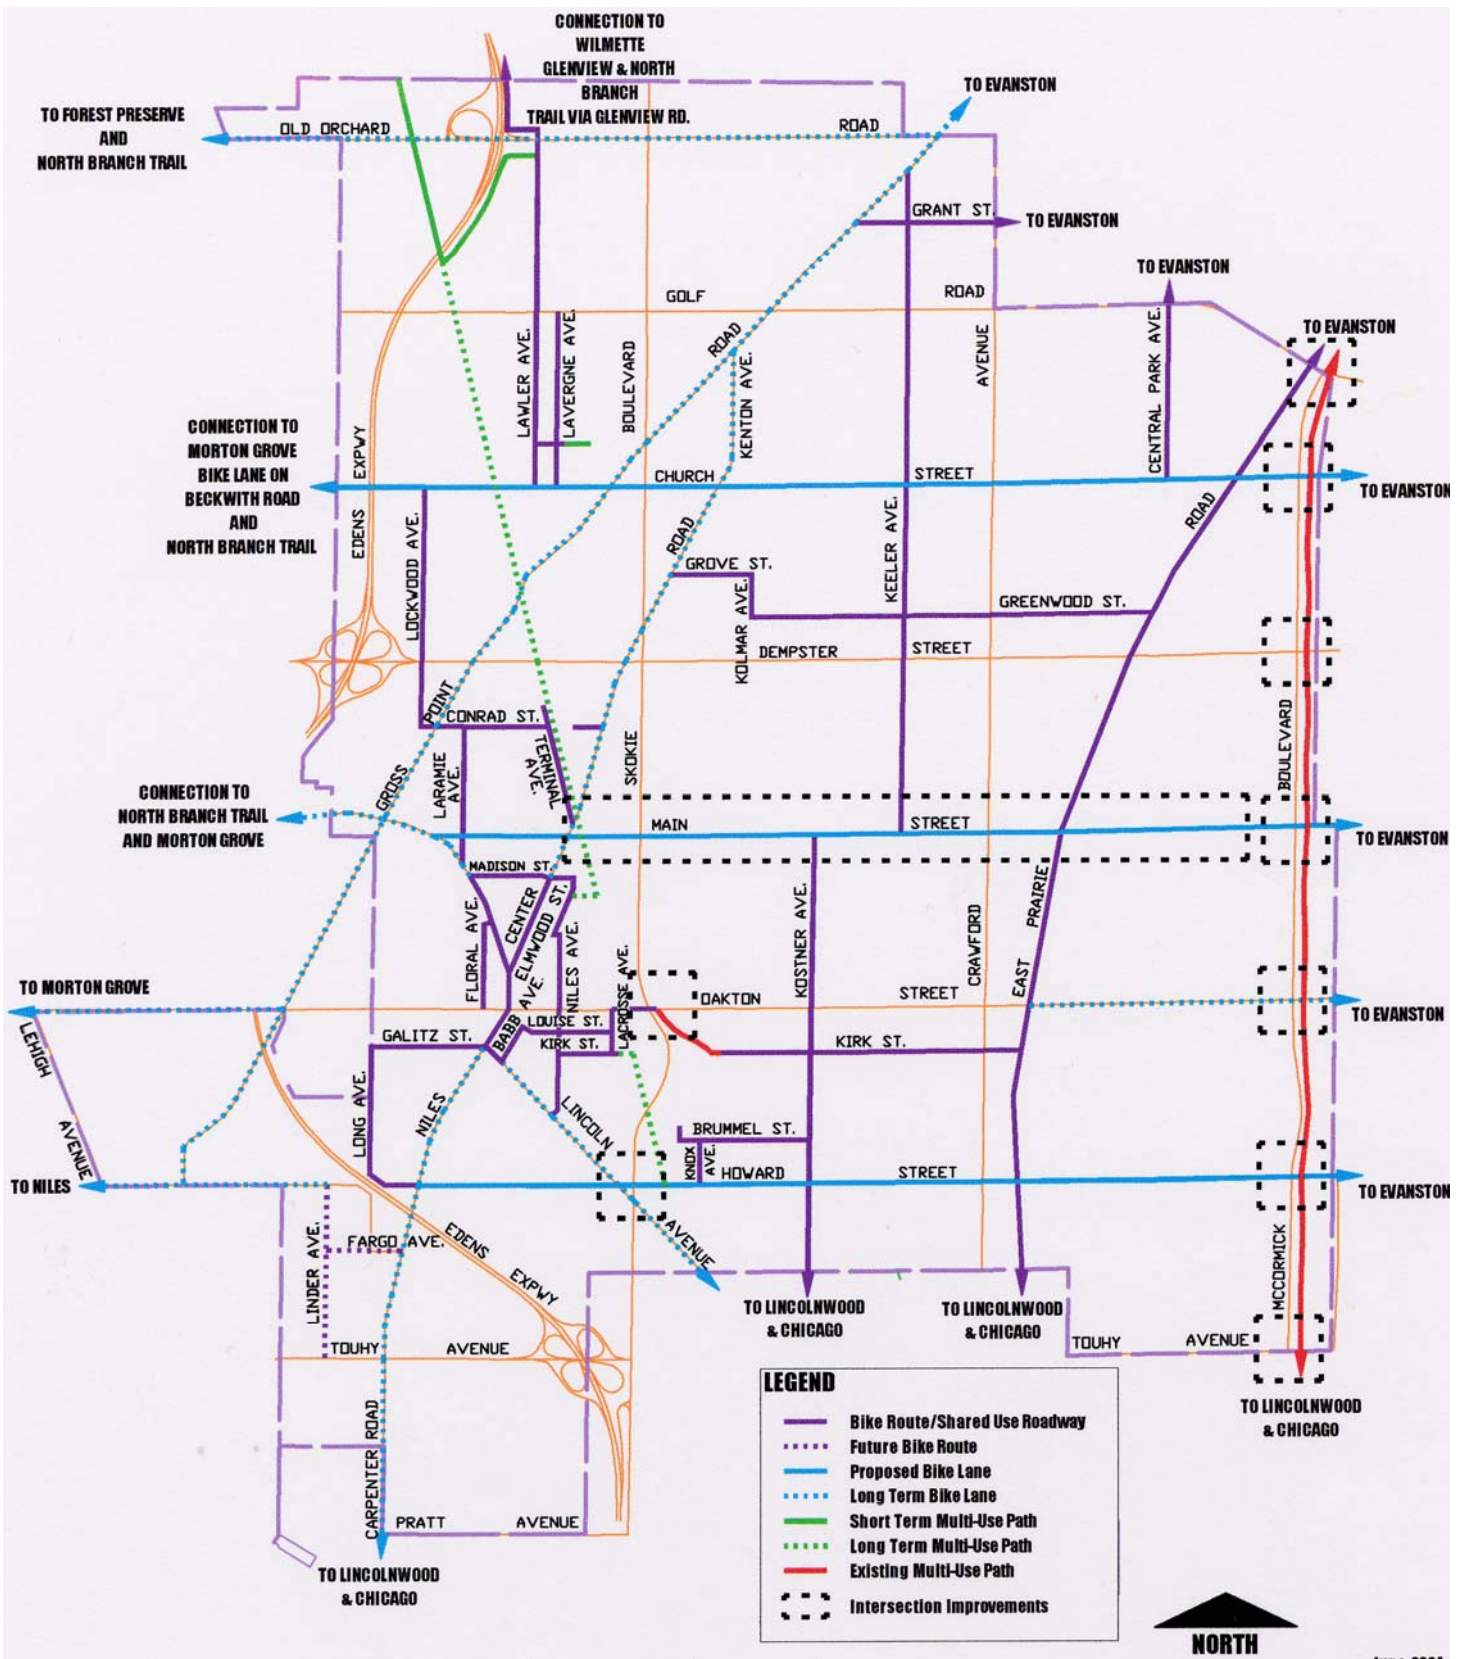 CONNECTION TO
WILMETTE
GLENVIEW & NORTH
BRANCH
TRAIL VIA GLENVIEW RD.
TO EVANSTON
TO FOREST PRESERVE
AND
NORTH BRANCH TRAIL
OLD ORCHARD
ROAD
GRANT ST.
TO EVANSTON
TO EVANSTON
GOLF
ROAD
TO EVANSTON
LAWLER AVE.
LAVERGNE AVE.
BOULEVARD
ROAD
KENTON AVE.
AVENUE
CENTRAL PARK AVE.
CONNECTION TO
MORTON GROVE
BIKE LANE ON
BECKWITH ROAD
AND
NORTH BRANCH TRAIL
EXPWY
EDENS
CHURCH
STREET
TO EVANSTON
LOCKWOOD AVE.
ROAD
KEELER AVE.
ROAD
GROVE ST.
KOLMAR AVE.
GREENWOOD ST.
DEMPSTER
STREET
POINT
CONRAD ST.
SKOKIE
BOULEVARD
GROSS
LARAMIE
AVE.
TERMINAL
AVE.
CONNECTION TO
NORTH BRANCH TRAIL
AND MORTON GROVE
MAIN
STREET
TO EVANSTON
MADISON ST.
FLORAL AVE.
CENTER
ELMWOOD ST.
NILES AVE.
LACROSSE AVE.
KOSTNER AVE.
CRAWFORD
PRAIRIE
EAST
TO MORTON GROVE
OAKTON
STREET
TO EVANSTON
LEHIGH
AVENUE
GALITZ ST.
BABB AVE.
LOUISE ST.
KIRK ST.
KIRK ST.
LONG AVE.
NILES
LINCOLN
BRUMMEL ST.
KNOX
AVE.
TO NILES
HOWARD
STREET
TO EVANSTON
LINDER AVE.
FARGO AVE.
EDENS
EXPWY
AVENUE
MCCORMICK
TO LINCOLNWOOD
& CHICAGO
TO LINCOLNWOOD
& CHICAGO
TOUHY
AVENUE
TOUHY
AVENUE
TO LINCOLNWOOD
& CHICAGO
CARPENTER ROAD
PRATT
AVENUE
TO LINCOLNWOOD
& CHICAGO
LEGEND
Bike Route/Shared Use Roadway
Future Bike Route
Proposed Bike Lane
Long Term Bike Lane
Short Term Multi-Use Path
Long Term Multi-Use Path
Existing Multi-Use Path
Intersection Improvements
NORTH